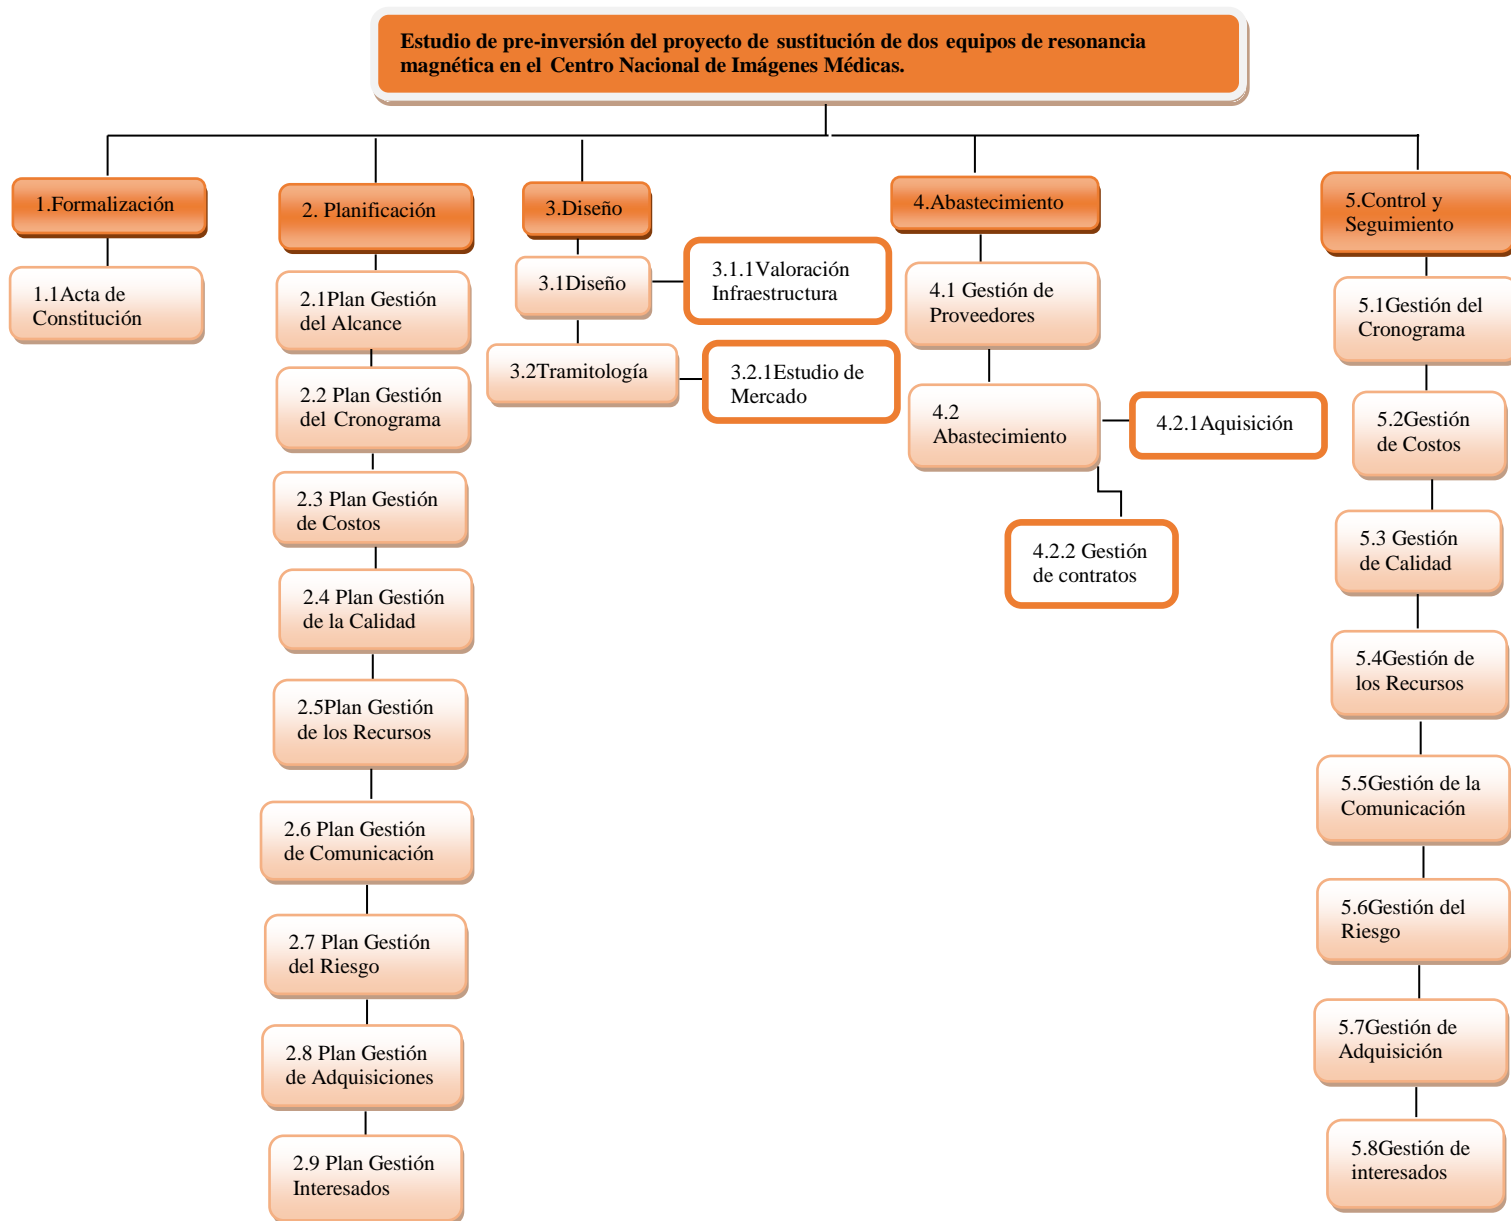 Estudio de pre-inversión del proyecto de sustitución de dos equipos de resonancia
magnética en el Centro Nacional de Imágenes Médicas.
1.Formalización
1.1Acta de
Constitución
2. Planificación
2.1Plan Gestión
del Alcance
2.2 Plan Gestión
del Cronograma
2.3 Plan Gestión
de Costos
2.4 Plan Gestión
de la Calidad
2.5Plan Gestión
de los Recursos
2.6 Plan Gestión
de Comunicación
2.7 Plan Gestión
del Riesgo
2.8 Plan Gestión
de Adquisiciones
2.9 Plan Gestión
Interesados
3.Diseño
3.1Diseño
3.1.1Valoración
Infraestructura
3.2Tramitología
3.2.1Estudio de
Mercado
4.Abastecimiento
4.1 Gestión de
Proveedores
4.2
Abastecimiento
4.2.1Aquisición
4.2.2 Gestión
de contratos
5.Control y
Seguimiento
5.1Gestión del
Cronograma
5.2Gestión
de Costos
5.3 Gestión
de Calidad
5.4Gestión de
los Recursos
5.5Gestión de la
Comunicación
5.6Gestión del
Riesgo
5.7Gestión de
Adquisición
5.8Gestión de
interesados